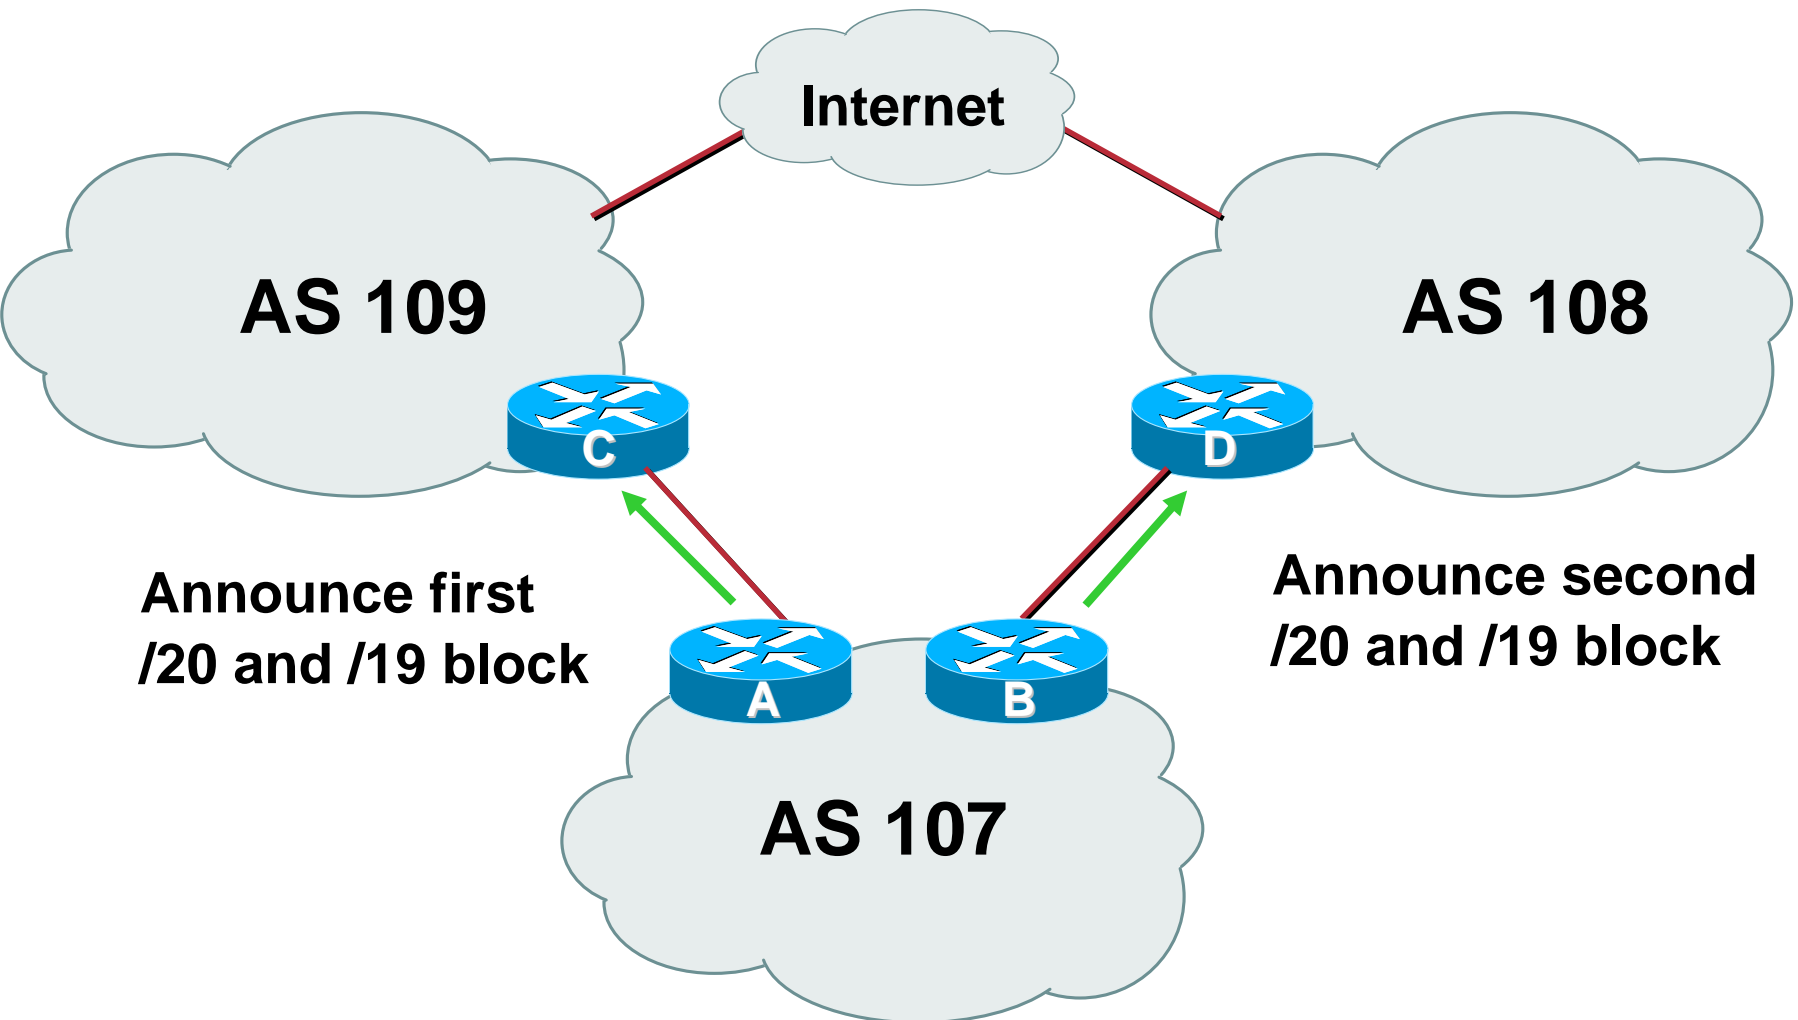 Internet
AS 109
AS 108
C
D
Announce first
/20 and /19 block
Announce second
/20 and /19 block
A
B
AS 107